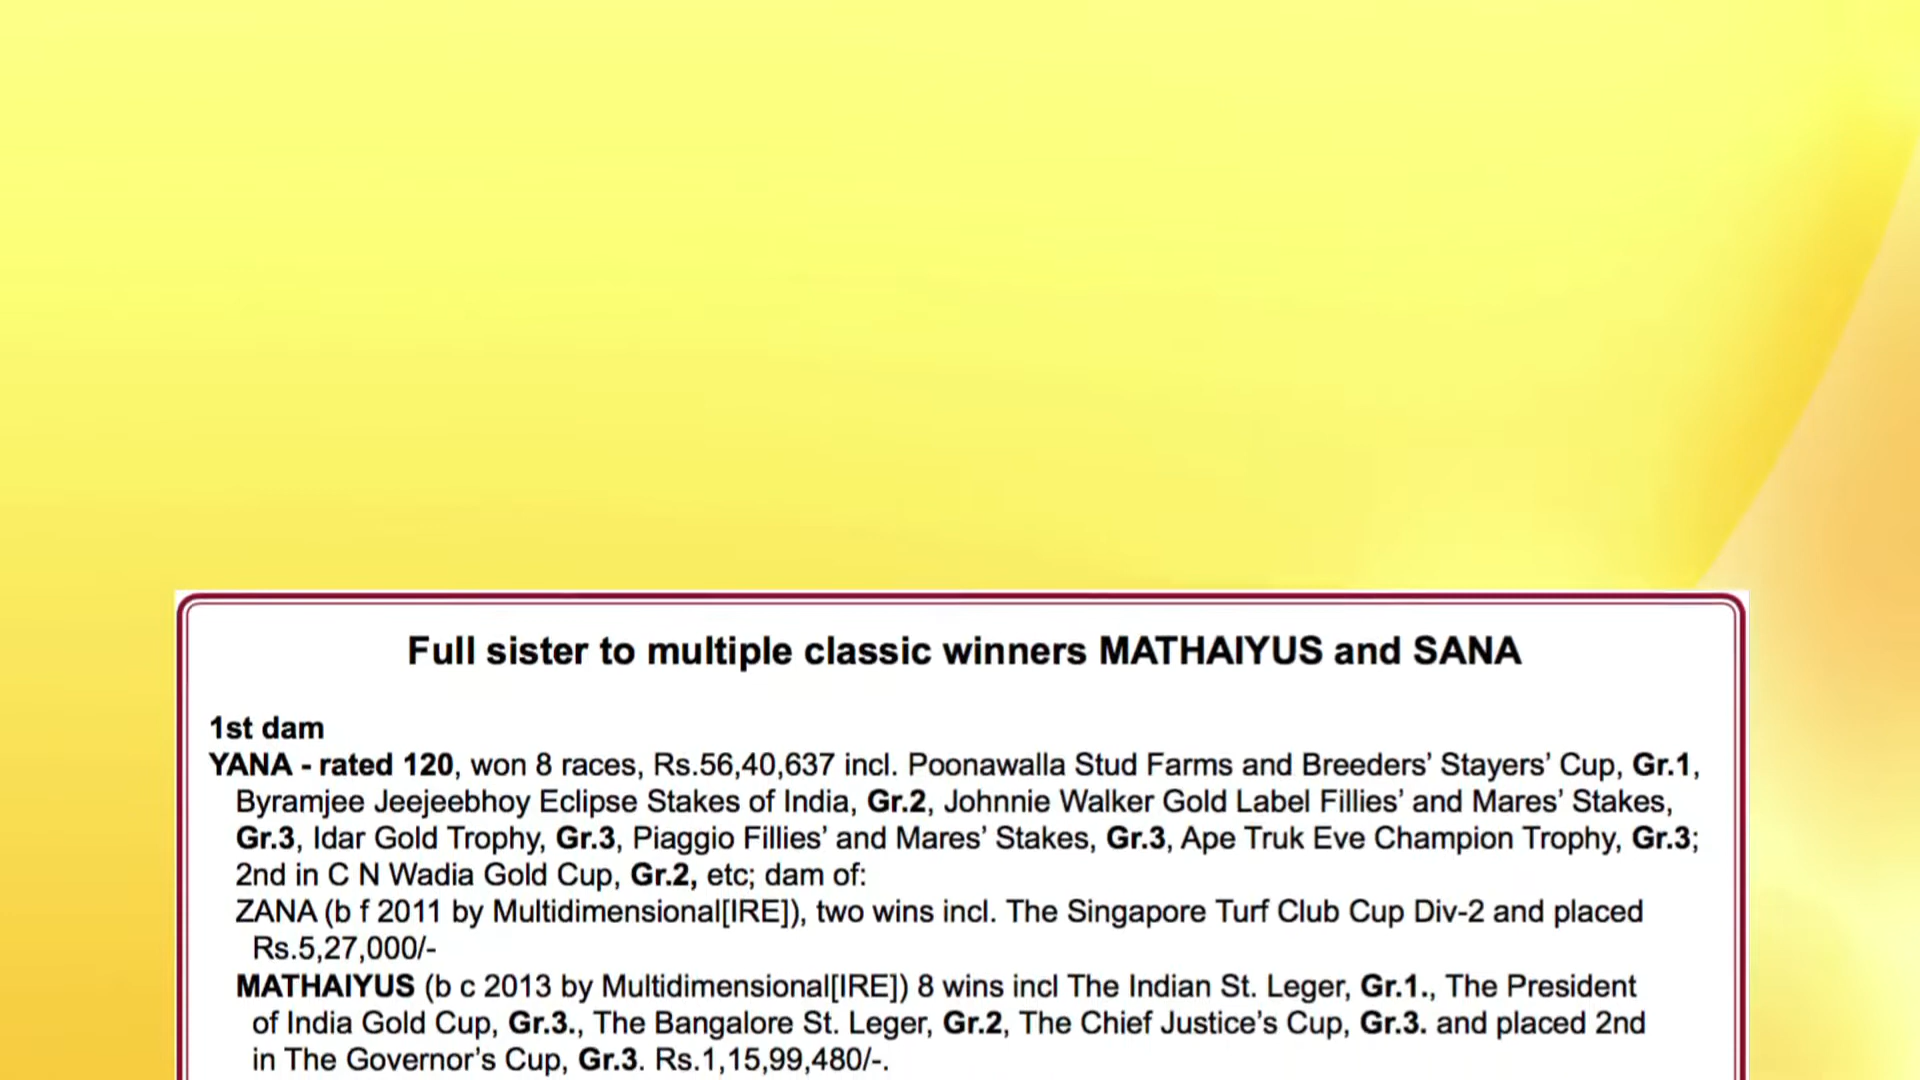 Full sister to multiple classic winners MATHAIYUS and SANA
1st dam
YANA - rated 120, won 8 races, Rs.56,40,637 incl. Poonawalla Stud Farms and Breeders’ Stayers’ Cup, Gr.1,
Byramjee Jeejeebhoy Eclipse Stakes of India, Gr.2, Johnnie Walker Gold Label Fillies’ and Mares’ Stakes,
Gr.3, Idar Gold Trophy, Gr.3, Piaggio Fillies’ and Mares’ Stakes, Gr.3, Ape Truk Eve Champion Trophy, Gr.3;
2nd in C N Wadia Gold Cup, Gr.2, etc; dam of:
ZANA (b f 2011 by Multidimensional[IRE]), two wins incl. The Singapore Turf Club Cup Div-2 and placed
Rs.5,27,000/-
MATHAIYUS (b c 2013 by Multidimensional[IRE]) 8 wins incl The Indian St. Leger, Gr.1., The President
of India Gold Cup, Gr.3., The Bangalore St. Leger, Gr.2, The Chief Justice’s Cup, Gr.3. and placed 2nd
in The Governor’s Cup, Gr.3. Rs.1,15,99,480/-.